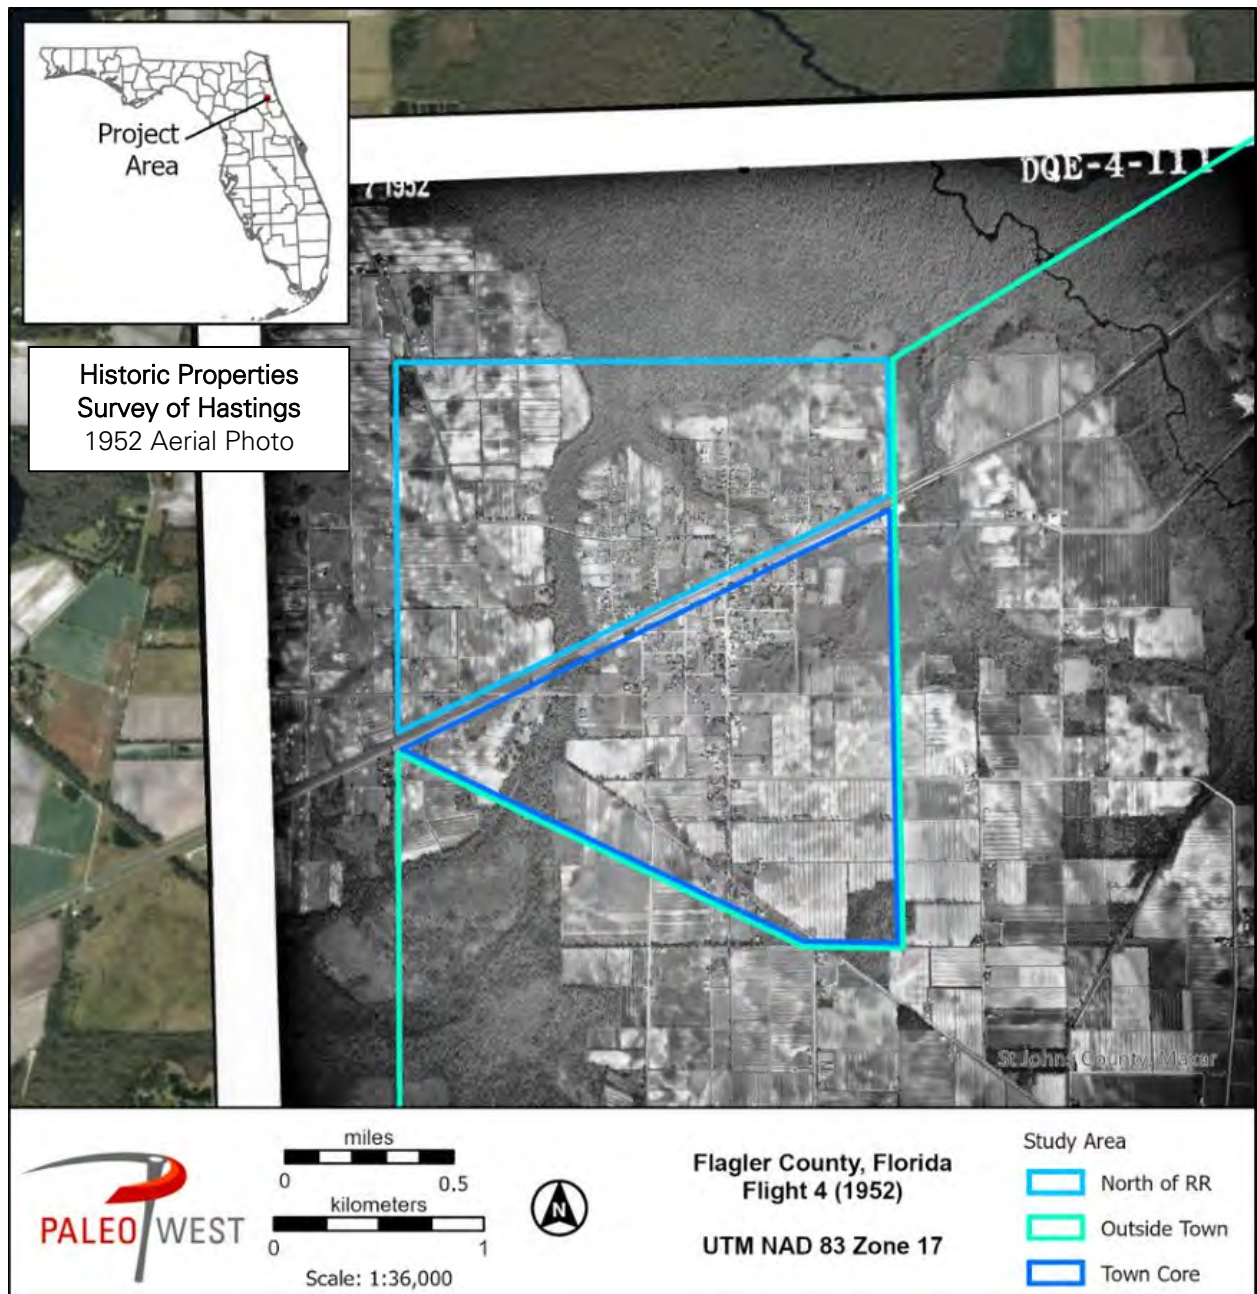 Project
Area
7 1952
DQE-4-111
Historic Properties
Survey of Hastings
1952 Aerial Photo
St Johns County, Maxar
PALEO WEST
miles
0 0.5
kilometers
0 1
Scale: 1:36,000
N
Flagler County, Florida
Flight 4 (1952)
UTM NAD 83 Zone 17
Study Area
North of RR
Outside Town
Town Core